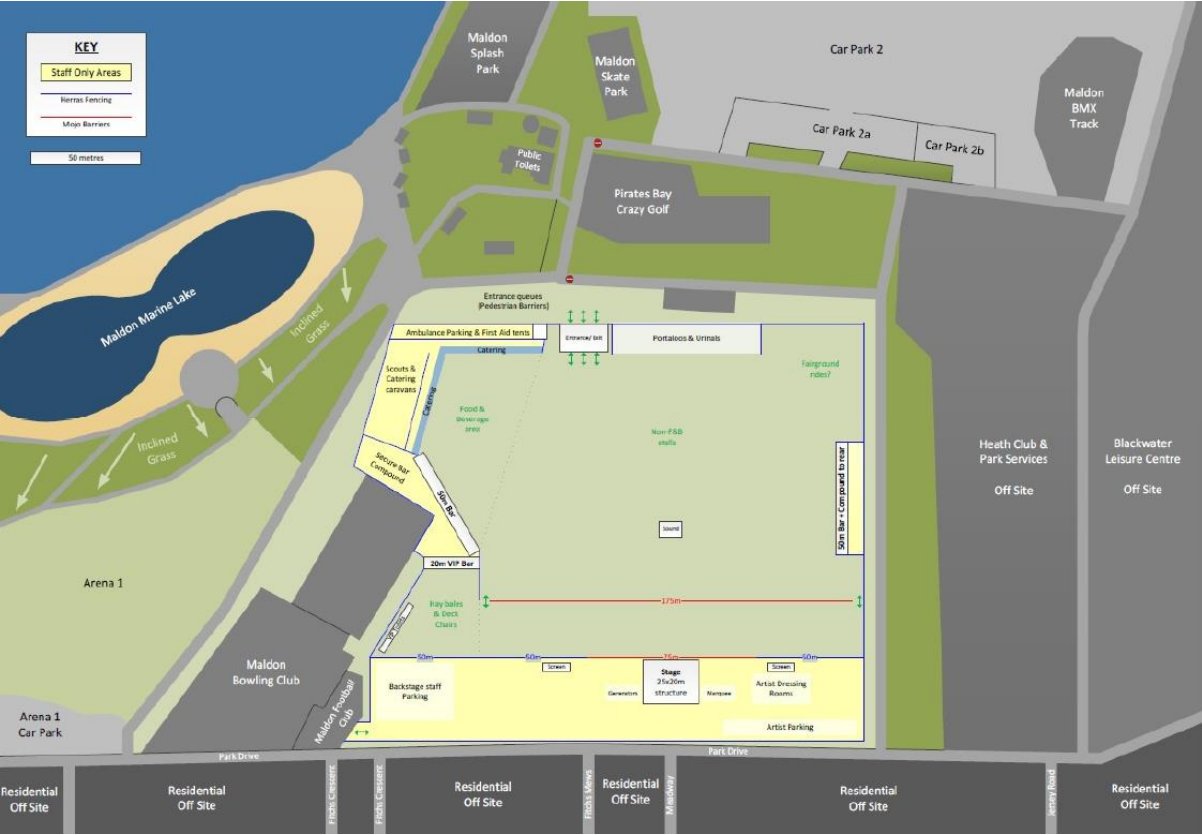 KEY
Staff Only Areas
Herras Fencing
Mojo Barriers
50 metres
Maldon
Splash
Park
Maldon
Skate
Park
Car Park 2
Maldon
BMX
Track
Car Park 2a
Car Park 2b
Public
Toilets
Pirates Bay
Crazy Golf
Maldon Marine Lake
Inclined
Grass
Inclined
Grass
Entrance queues
(Pedestrian Barriers)
Ambulance Parking & First Aid tents
Entrance/ Exit
Portaloos & Urinals
Catering
Scouts &
Catering
caravans
Catering
Food &
Beverage
area
Fairground
rides?
Non-F&B
stalls
Secure Bar
Compound
50m Bar
50m Bar + Compound to rear
Sound
20m VIP Bar
Heath Club &
Park Services
Off Site
Blackwater
Leisure Centre
Off Site
Arena 1
Hay bales
& Deck
Chairs
VIP Toilets
175m
50m
50m
75m
50m
Screen
Stage
25x20m
structure
Screen
Generators
Marquee
Artist Dressing
Rooms
Backstage staff
Parking
Artist Parking
Maldon
Bowling Club
Maldon Football
Club
Arena 1
Car Park
Park Drive
Park Drive
Residential
Off Site
Residential
Off Site
Fitchs Crescent
Fitchs Crescent
Residential
Off Site
Fitchs Mews
Residential
Off Site
Meadway
Residential
Off Site
Jersey Road
Residential
Off Site